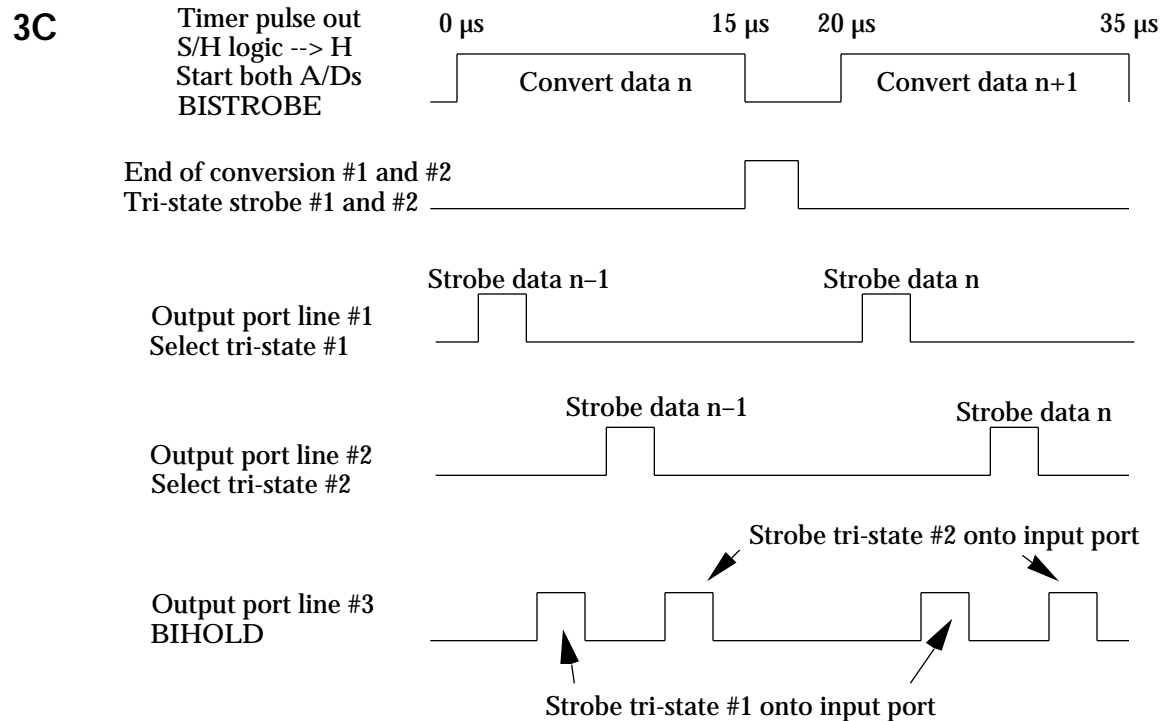 3C
Timer pulse out
S/H logic --> H
Start both A/Ds
BISTROBE
0 µs
15 µs
20 µs
35 µs
Convert data n
Convert data n+1
End of conversion #1 and #2
Tri-state strobe #1 and #2
Strobe data n–1
Strobe data n
Output port line #1
Select tri-state #1
Strobe data n–1
Strobe data n
Output port line #2
Select tri-state #2
Strobe tri-state #2 onto input port
Output port line #3
BIHOLD
Strobe tri-state #1 onto input port